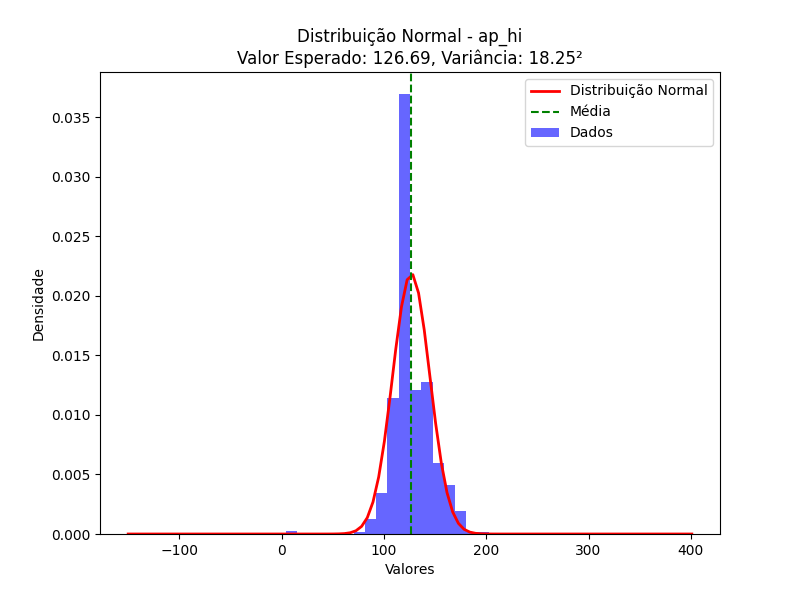 Distribuição Normal - ap_hi
Valor Esperado: 126.69, Variância: 18.25²
Distribuição Normal
Média
Dados
Densidade
0.035
0.030
0.025
0.020
0.015
0.010
0.005
0.000
−100
0
100
200
300
400
Valores